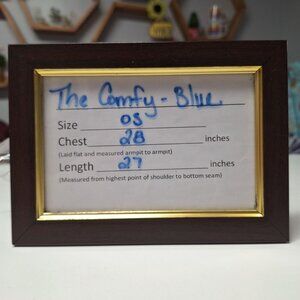 The Comfy - Blue
Size OS
Chest 28 inches
(Laid flat and measured armpit to armpit)
Length 27 inches
(Measured from highest point of shoulder to bottom seam)